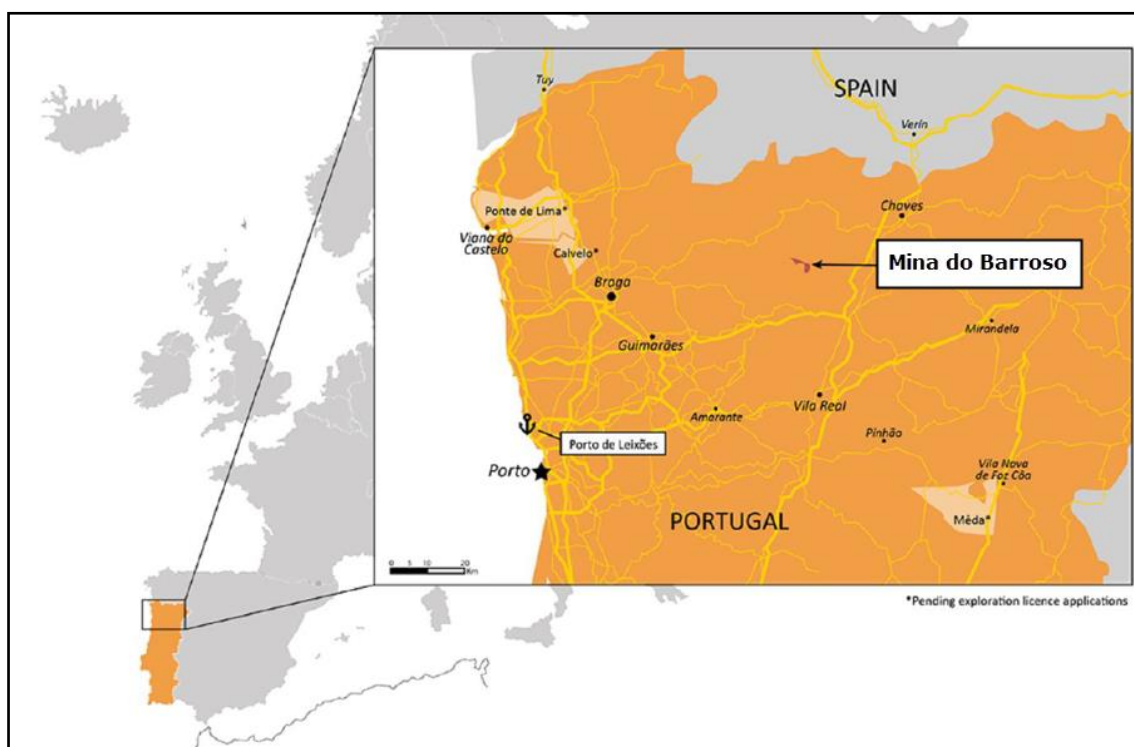 SPAIN
Tuy
Verín
Chaves
Ponte de Lima*
Viana do
Castelo
Calvelo*
Mina do Barroso
Braga
Mirandela
Guimarães
Vila Real
Amarante
Pinhão
Porto de Leixões
Porto
Vila Nova
de Foz Côa
Mêda*
PORTUGAL
0 5 10 20
Km
*Pending exploration licence applications